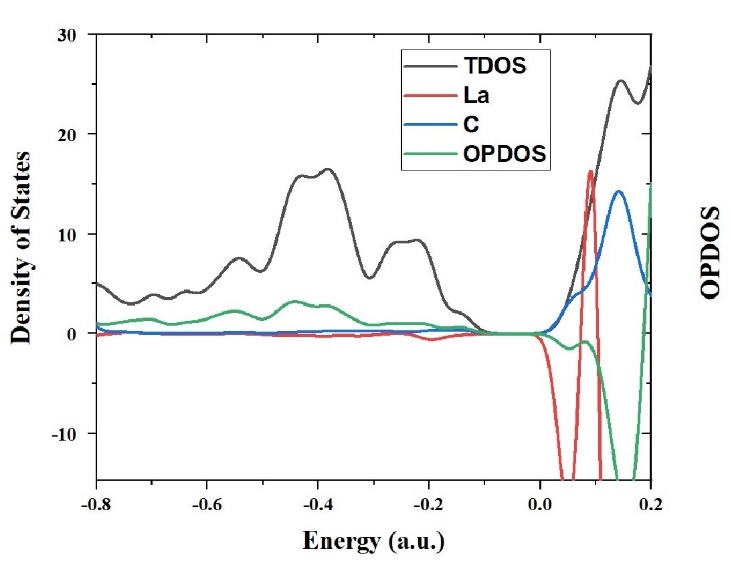 30
20
10
0
-10
Density of States
TDOS
La
C
OPDOS
OPDOS
-0.8 -0.6 -0.4 -0.2 0.0 0.2
Energy (a.u.)